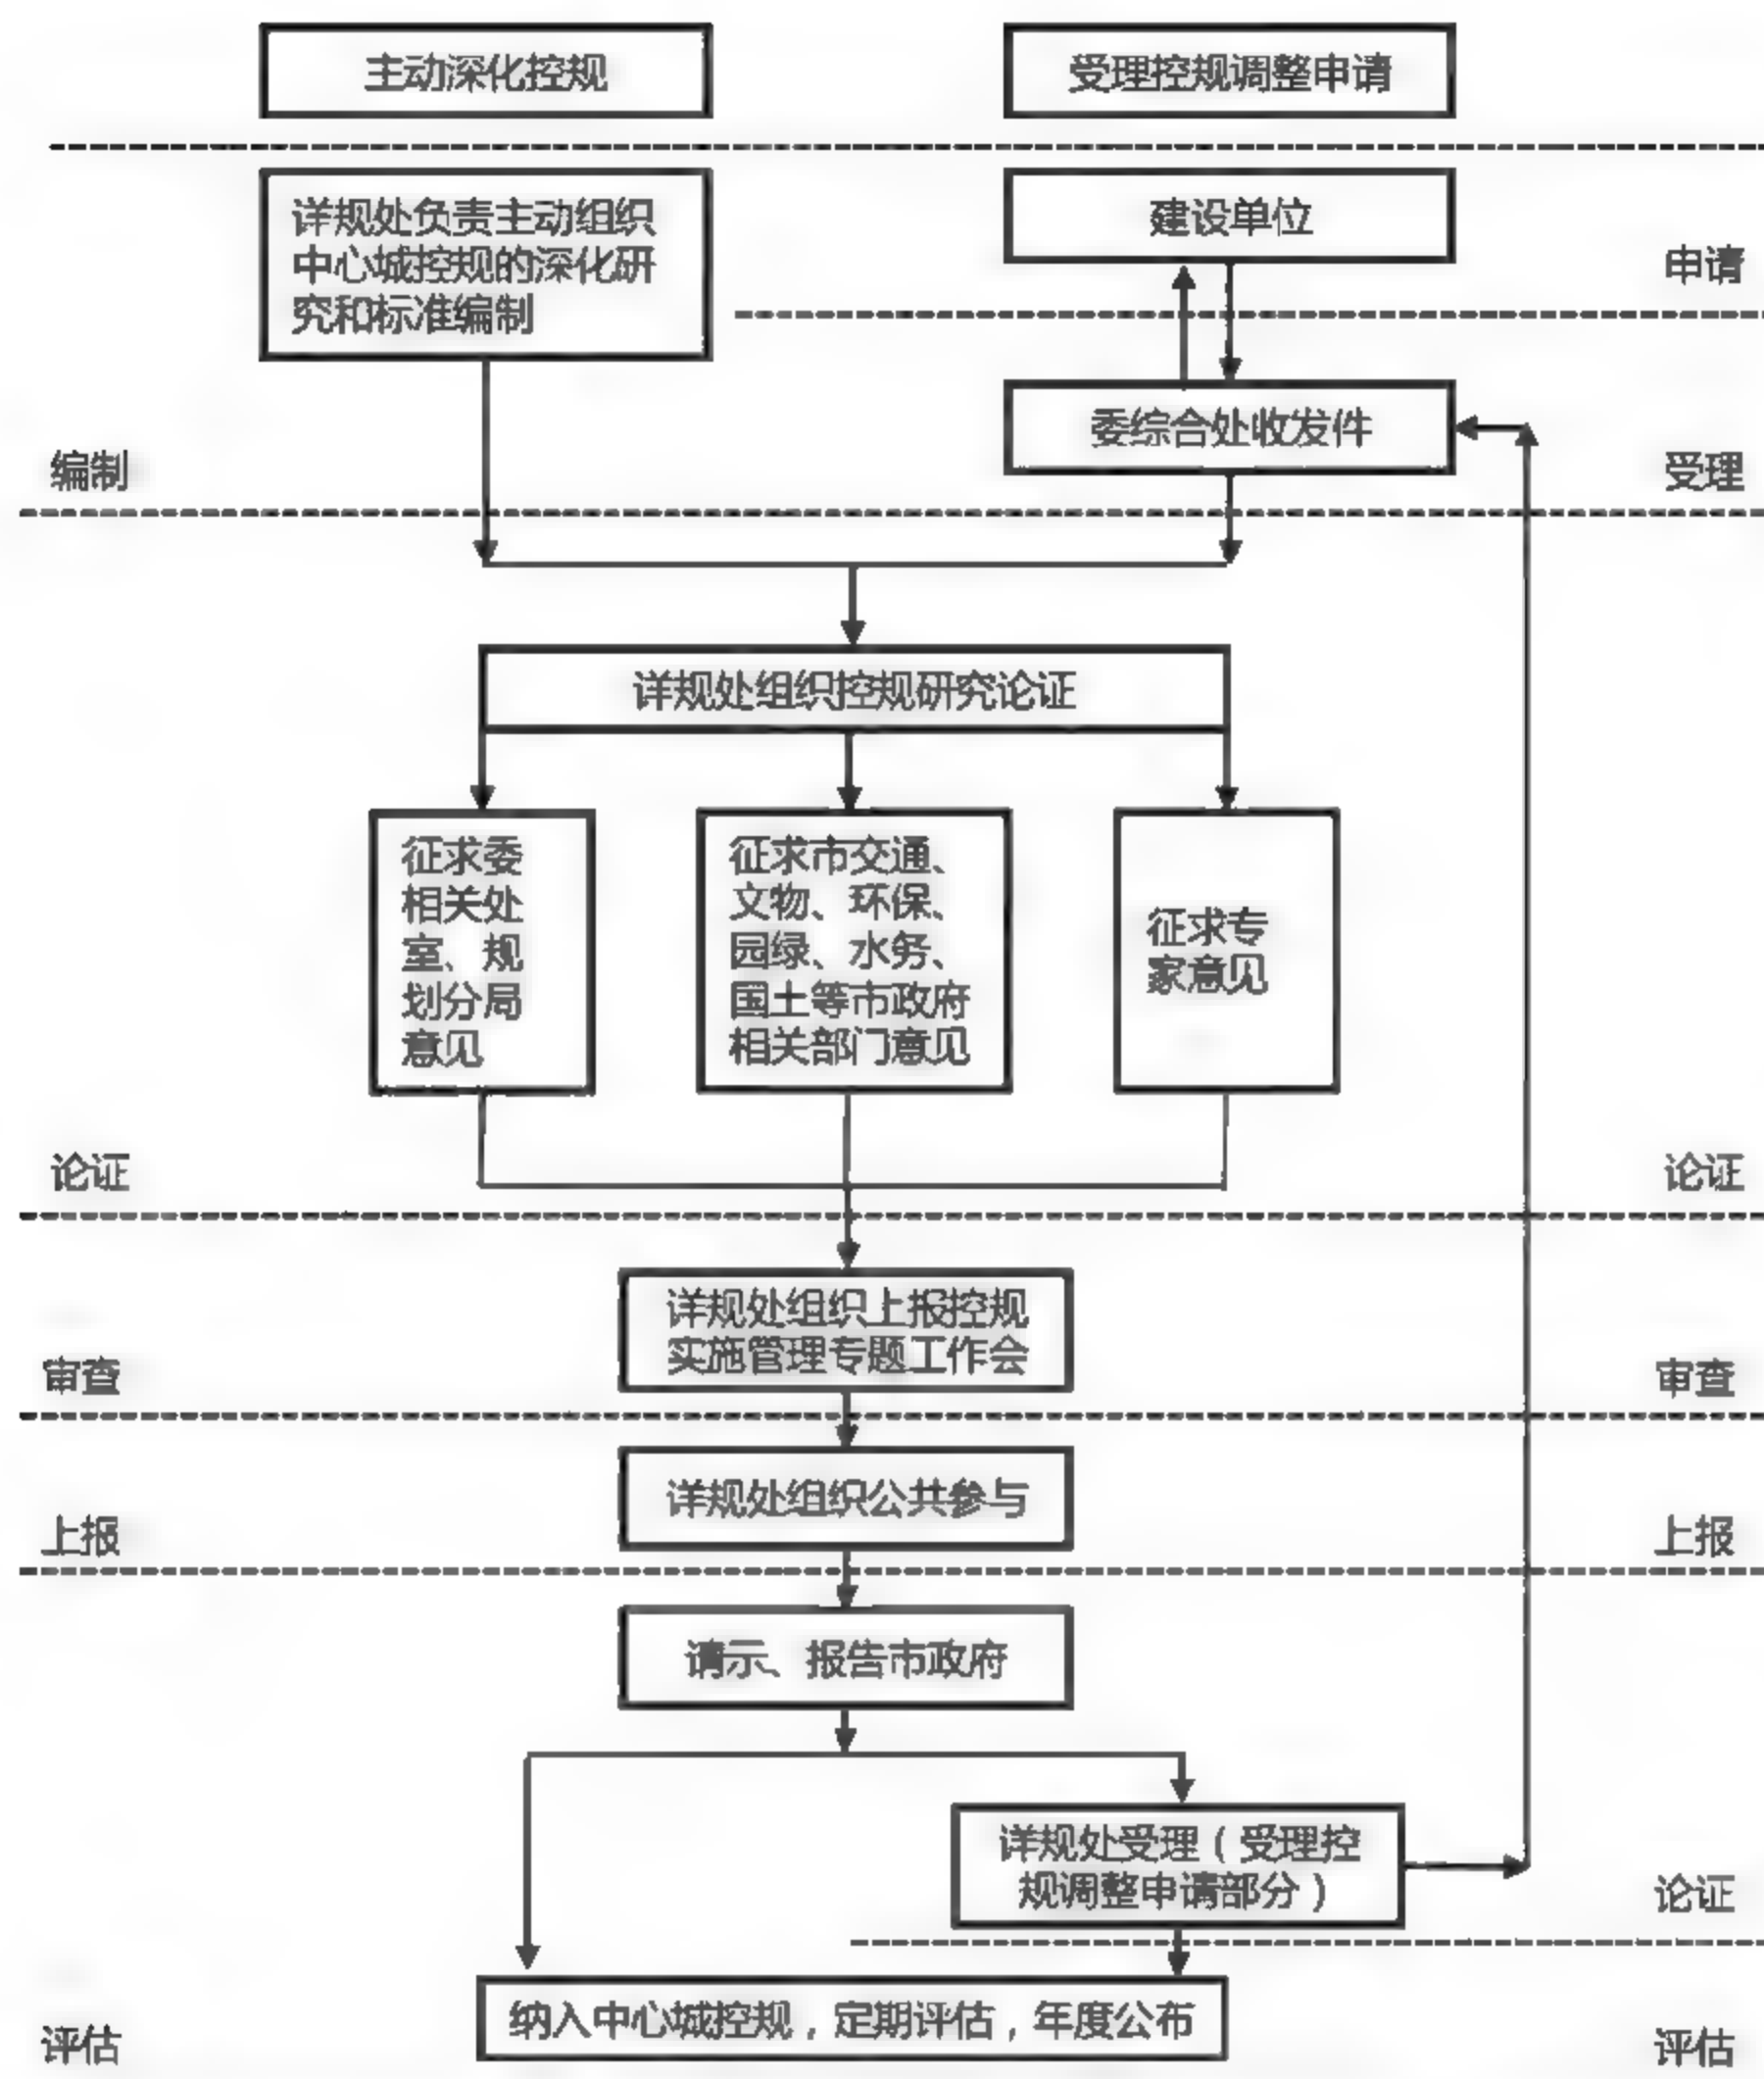 主动深化控规
受理控规调整申请
详规处负责主动组织
中心城控规的深化研
究和标准编制
建设单位
申请
委综合处收发件
编制
受理
详规处组织控规研究论证
征求委
相关处
室、规
划分局
意见
征求市交通、
文物、环保、
园绿、水务、
国土等市政府
相关部门意见
征求专
家意见
论证
论证
详规处组织上报控规
实施管理专题工作会
审查
审查
详规处组织公共参与
上报
上报
请示、报告市政府
详规处受理（受理控
规调整申请部分）
论证
纳入中心城控规，定期评估，年度公布
评估
评估